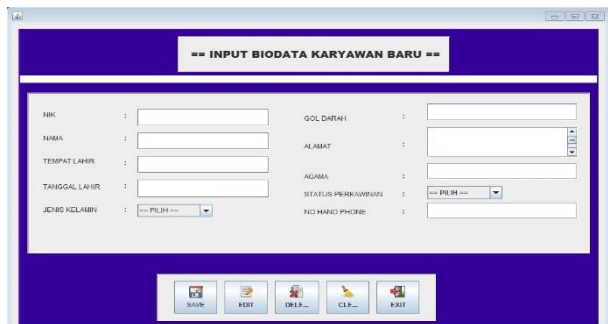 == INPUT BIODATA KARYAWAN BARU ==
NIK :
NAMA :
TEMPAT LAHIR :
TANGGAL LAHIR :
JENIS KELAMIN : == PILIH ==
GOL DARAH :
ALAMAT :
AGAMA :
STATUS PERKAWINAN : == PILIH ==
NO HAND PHONE :
SAVE EDIT DELE... CLE... EXIT